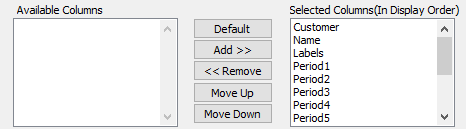 Available Columns
Selected Columns(In Display Order)
Default
Add >>
<< Remove
Move Up
Move Down
Customer
Name
Labels
Period1
Period2
Period3
Period4
Period5